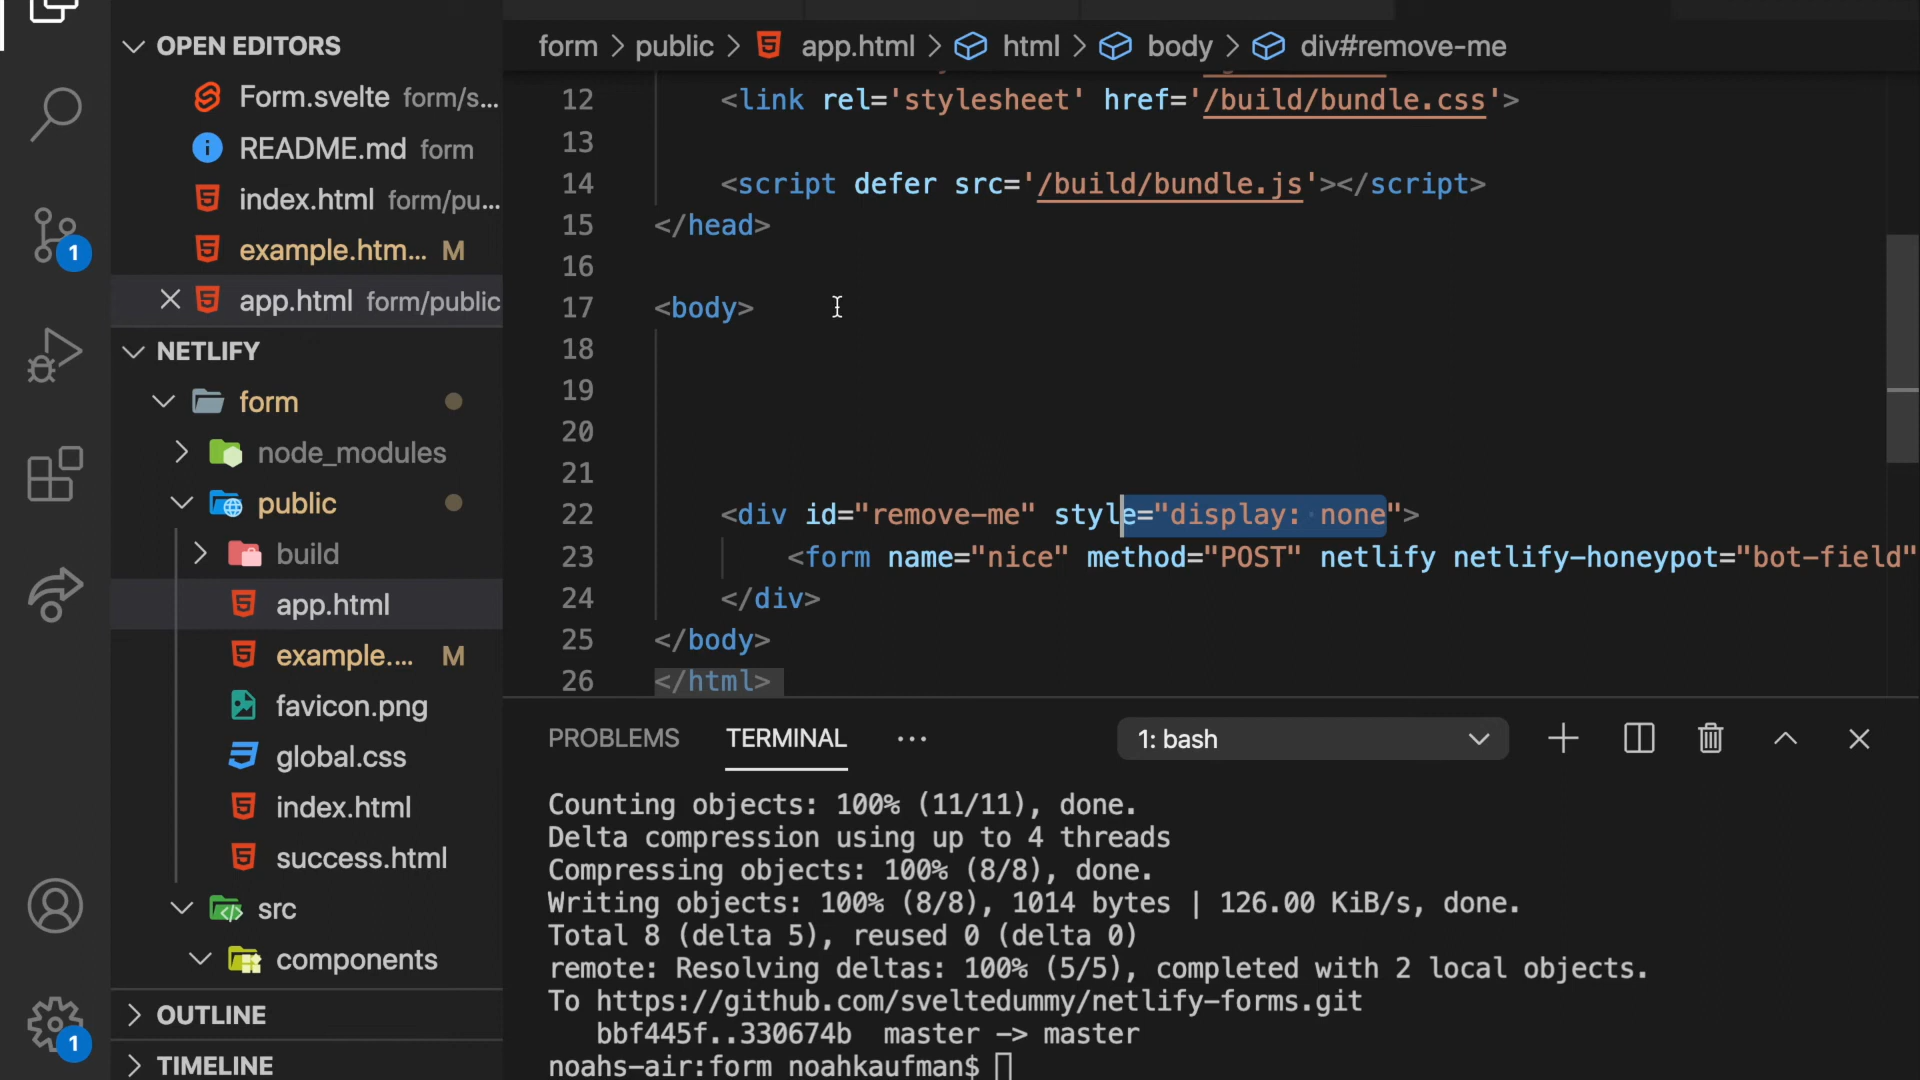 OPEN EDITORS
Form.svelte form/s...
README.md form
index.html form/pu...
example.htm... M
app.html form/public
NETLIFY
form
node_modules
public
build
app.html
example.... M
favicon.png
global.css
index.html
success.html
src
components
OUTLINE
TIMELINE
1
1
form > public > app.html > html > body > div#remove-me
12 <link rel='stylesheet' href='/build/bundle.css'>
13
14 <script defer src='/build/bundle.js'></script>
15 </head>
16
17 <body>
18
19
20
21
22 <div id="remove-me" style="display: none">
23 <form name="nice" method="POST" netlify netlify-honeypot="bot-field"
24 </div>
25 </body>
26 </html>
PROBLEMS TERMINAL ... 1: bash
Counting objects: 100% (11/11), done.
Delta compression using up to 4 threads
Compressing objects: 100% (8/8), done.
Writing objects: 100% (8/8), 1014 bytes | 126.00 KiB/s, done.
Total 8 (delta 5), reused 0 (delta 0)
remote: Resolving deltas: 100% (5/5), completed with 2 local objects.
To https://github.com/sveltedummy/netlify-forms.git
bbf445f..330674b master -> master
noahs-air:form noahkaufman$